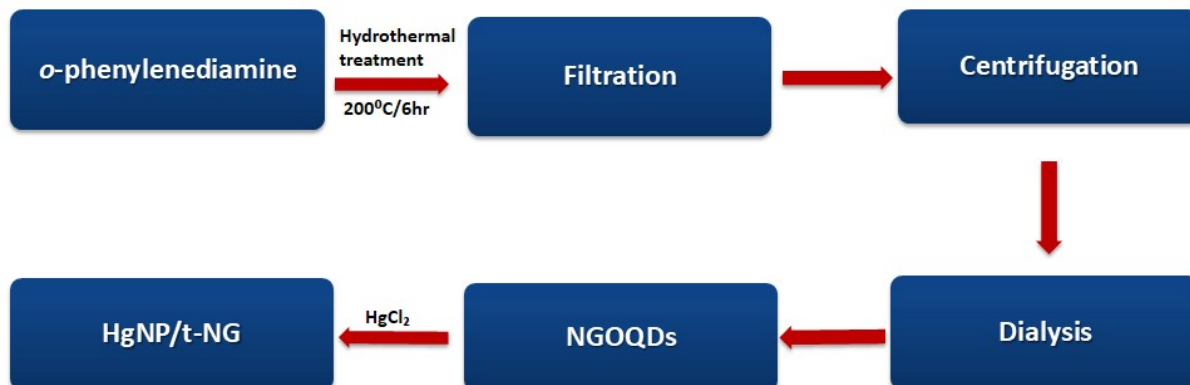 o-phenylenediamine
Hydrothermal
treatment
200⁰C/6hr
Filtration
Centrifugation
HgNP/t-NG
HgCl₂
NGOQDs
Dialysis